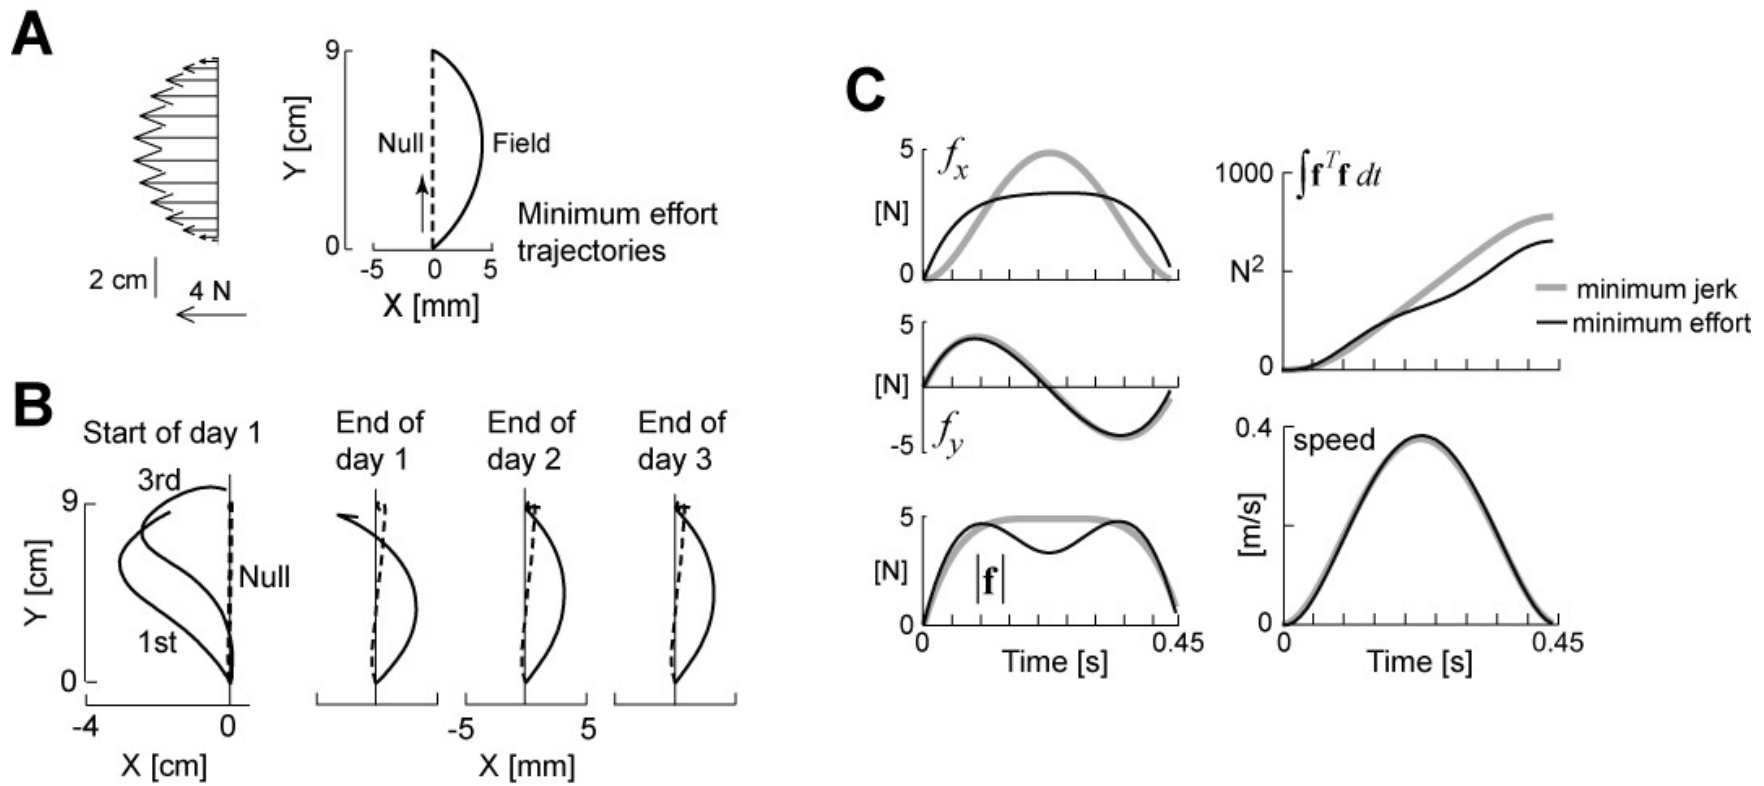 A
9
Y [cm]
0
Null
Field
-5
0
5
X [mm]
Minimum effort
trajectories
2 cm
4 N
B
Start of day 1
3rd
9
Y [cm]
Null
1st
0
-4
0
X [cm]
End of
day 1
End of
day 2
End of
day 3
-5
5
X [mm]
C
5
fx
[N]
0
5
[N]
-5
fy
5
[N]
|f|
0
0
0.45
Time [s]
1000
∫fᵀf dt
N²
0
minimum jerk
minimum effort
0.4
speed
[m/s]
0
0
0.45
Time [s]